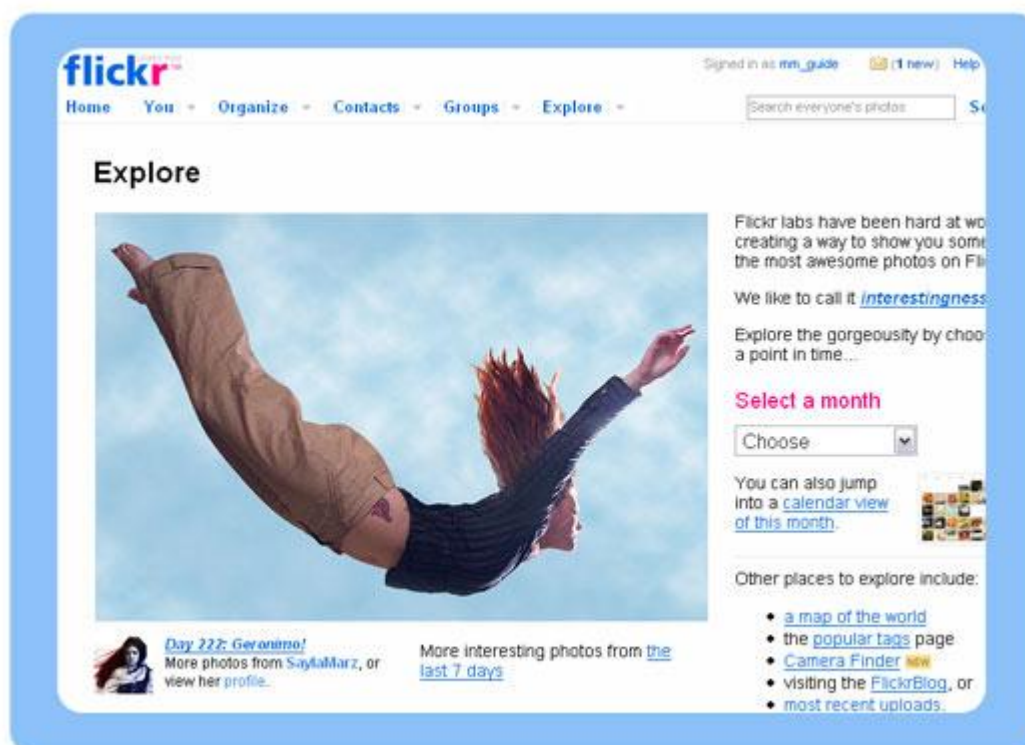 flickr
Signed in as mm_guide (1 new) Help
Home You Organize Contacts Groups Explore
Search everyone's photos
Explore
Flickr labs have been hard at wo
creating a way to show you some
the most awesome photos on Fli
We like to call it interestingness
Explore the gorgeousity by choo
a point in time...
Select a month
Choose
You can also jump
into a calendar view
of this month.
Other places to explore include:
• a map of the world
• the popular tags page
• Camera Finder NEW
• visiting the FlickrBlog, or
• most recent uploads.
Day 222: Geronimo!
More photos from SaylaMarz, or
view her profile.
More interesting photos from the
last 7 days